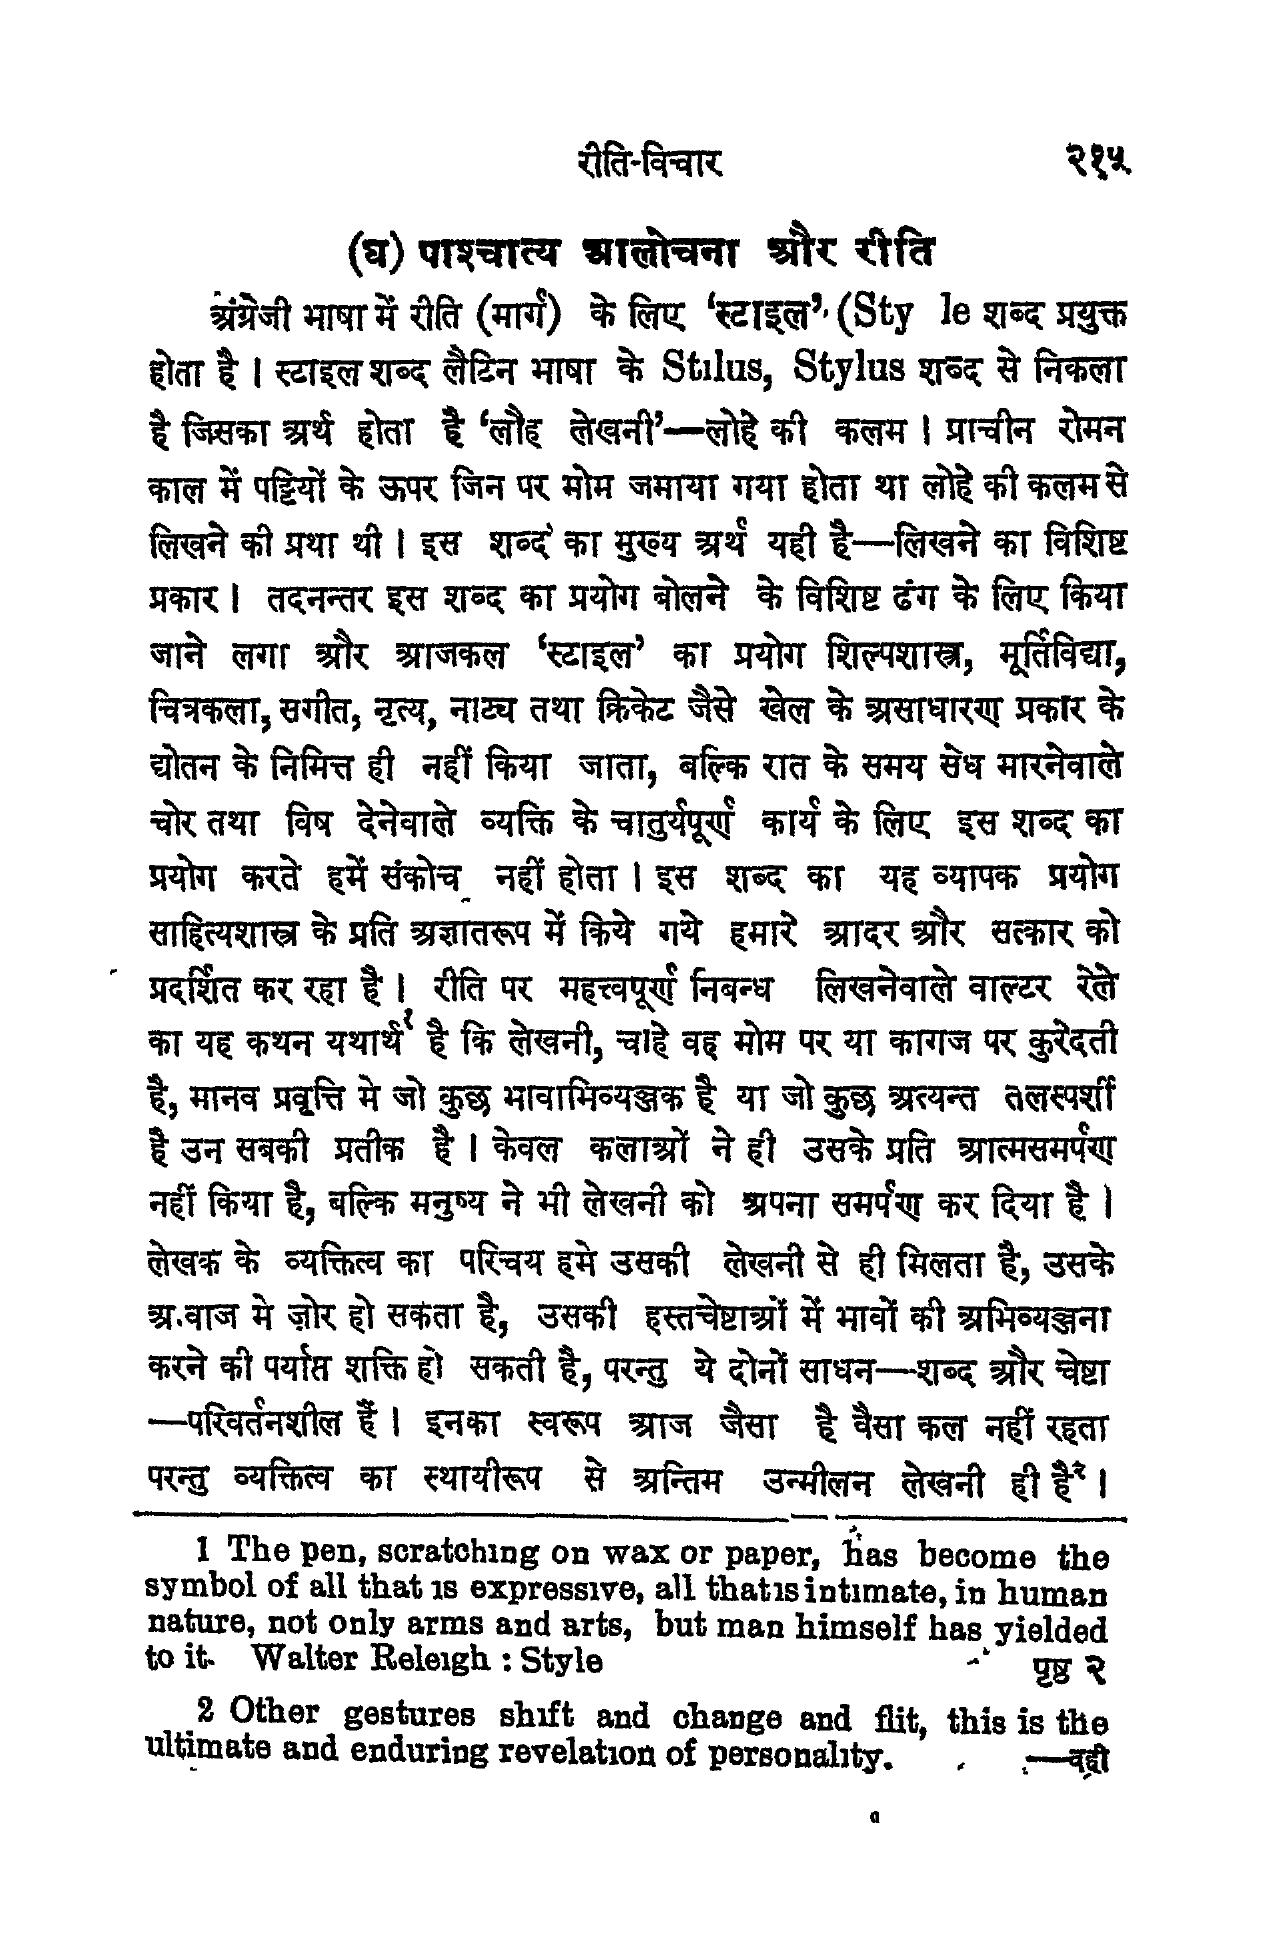 रीति-विचार २१५
(घ) पाश्चात्य आलोचना और रीति
अंग्रेजी भाषा में रीति (मार्ग) के लिए ‘स्टाइल’ (Sty le शब्द प्रयुक्त
होता है । स्टाइल शब्द लैटिन भाषा के Stilus, Stylus शब्द से निकला
है जिसका अर्थ होता है ‘लौह लेखनी’—लोहे की कलम । प्राचीन रोमन
काल में पट्टियों के ऊपर जिन पर मोम जमाया गया होता था लोहे की कलम से
लिखने की प्रथा थी । इस शब्द का मुख्य अर्थ यही है—लिखने का विशिष्ट
प्रकार । तदनन्तर इस शब्द का प्रयोग बोलने के विशिष्ट ढंग के लिए किया
जाने लगा और आजकल ‘स्टाइल’ का प्रयोग शिल्पशास्त्र, मूर्तिविद्या,
चित्रकला, सगीत, नृत्य, नाट्य तथा क्रिकेट जैसे खेल के असाधारण प्रकार के
द्योतन के निमित्त ही नहीं किया जाता, बल्कि रात के समय सेध मारनेवाले
चोर तथा विष देनेवाले व्यक्ति के चातुर्यपूर्ण कार्य के लिए इस शब्द का
प्रयोग करते हमें संकोच नहीं होता । इस शब्द का यह व्यापक प्रयोग
साहित्यशास्त्र के प्रति अज्ञातरूप में किये गये हमारे आदर और सत्कार को
प्रदर्शित कर रहा है । रीति पर महत्त्वपूर्ण निबन्ध लिखनेवाले वाल्टर रेले
का यह कथन यथार्थ१ है कि लेखनी, चाहे वह मोम पर या कागज पर कुरेदती
है, मानव प्रवृत्ति मे जो कुछ भावाभिव्यञ्जक है या जो कुछ अत्यन्त तलस्पर्शी
है उन सबकी प्रतीक है । केवल कलाओं ने ही उसके प्रति आत्मसमर्पण
नहीं किया है, बल्कि मनुष्य ने भी लेखनी को अपना समर्पण कर दिया है ।
लेखक के व्यक्तित्व का परिचय हमे उसकी लेखनी से ही मिलता है, उसके
अ.वाज मे ज़ोर हो सकता है, उसकी हस्तचेष्टाओं में भावों की अभिव्यञ्जना
करने की पर्याप्त शक्ति हो सकती है, परन्तु ये दोनों साधन—शब्द और चेष्टा
—परिवर्तनशील हैं । इनका स्वरूप आज जैसा है वैसा कल नहीं रहता
परन्तु व्यक्तित्व का स्थायीरूप से अन्तिम उन्मीलन लेखनी ही है२ ।
1 The pen, scratching on wax or paper, has become the
symbol of all that is expressive, all thatisintimate, in human
nature, not only arms and arts, but man himself has yielded
to it. Walter Releigh : Style पृष्ठ २
2 Other gestures shift and change and flit, this is the
ultimate and enduring revelation of personality. —वही